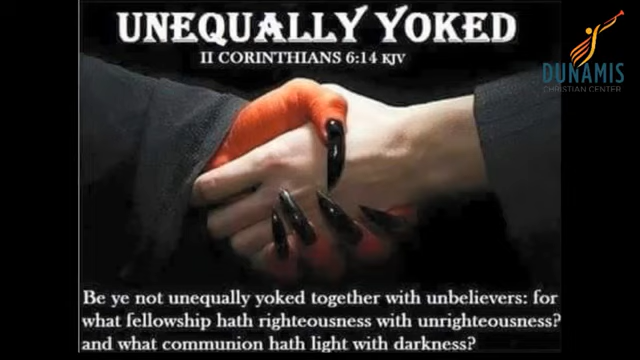 UNEQUALLY YOKED
II CORINTHIANS 6:14 KJV
DUNAMIS
CHRISTIAN CENTER
Be ye not unequally yoked together with unbelievers: for
what fellowship hath righteousness with unrighteousness?
and what communion hath light with darkness?